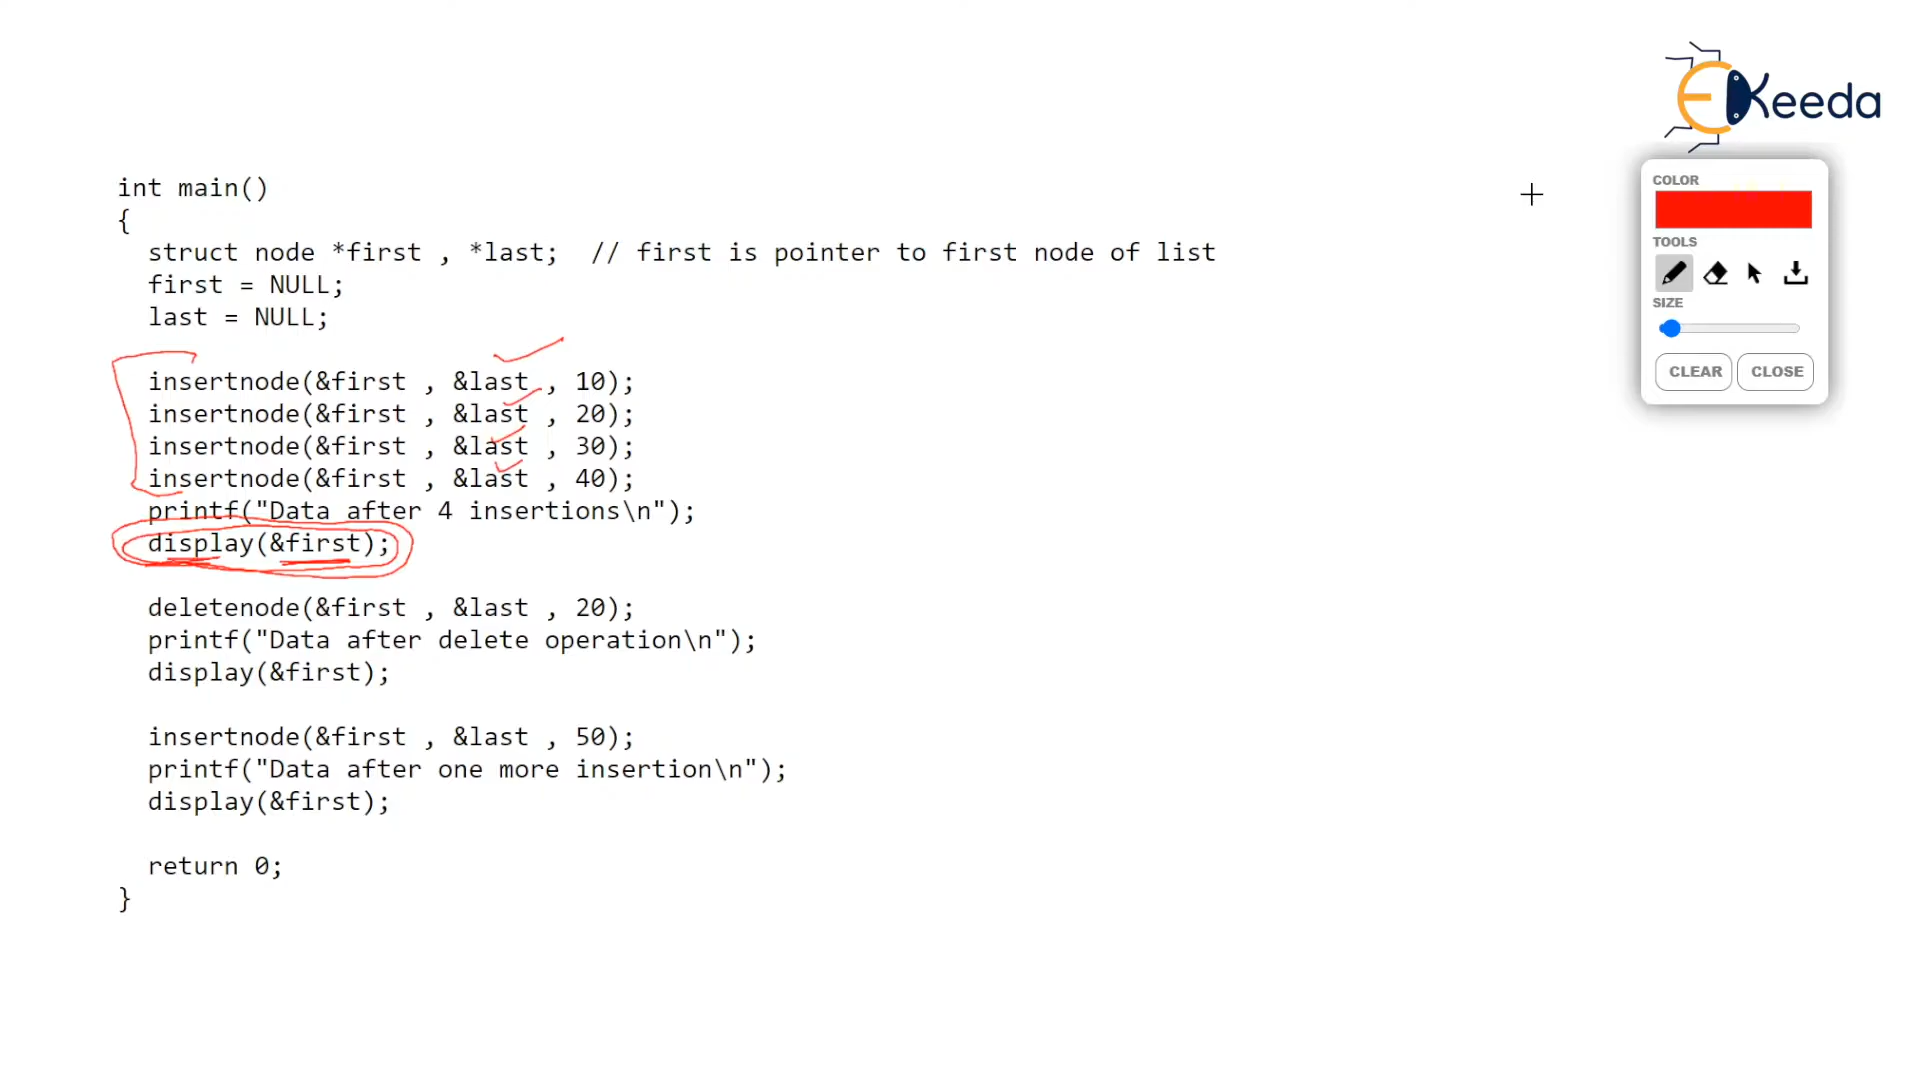 EKeeda
int main()
{
struct node *first , *last;  // first is pointer to first node of list
first = NULL;
last = NULL;
insertnode(&first , &last , 10);
insertnode(&first , &last , 20);
insertnode(&first , &last , 30);
insertnode(&first , &last , 40);
printf("Data after 4 insertions\n");
display(&first);
deletenode(&first , &last , 20);
printf("Data after delete operation\n");
display(&first);
insertnode(&first , &last , 50);
printf("Data after one more insertion\n");
display(&first);
return 0;
}
COLOR
TOOLS
SIZE
CLEAR CLOSE